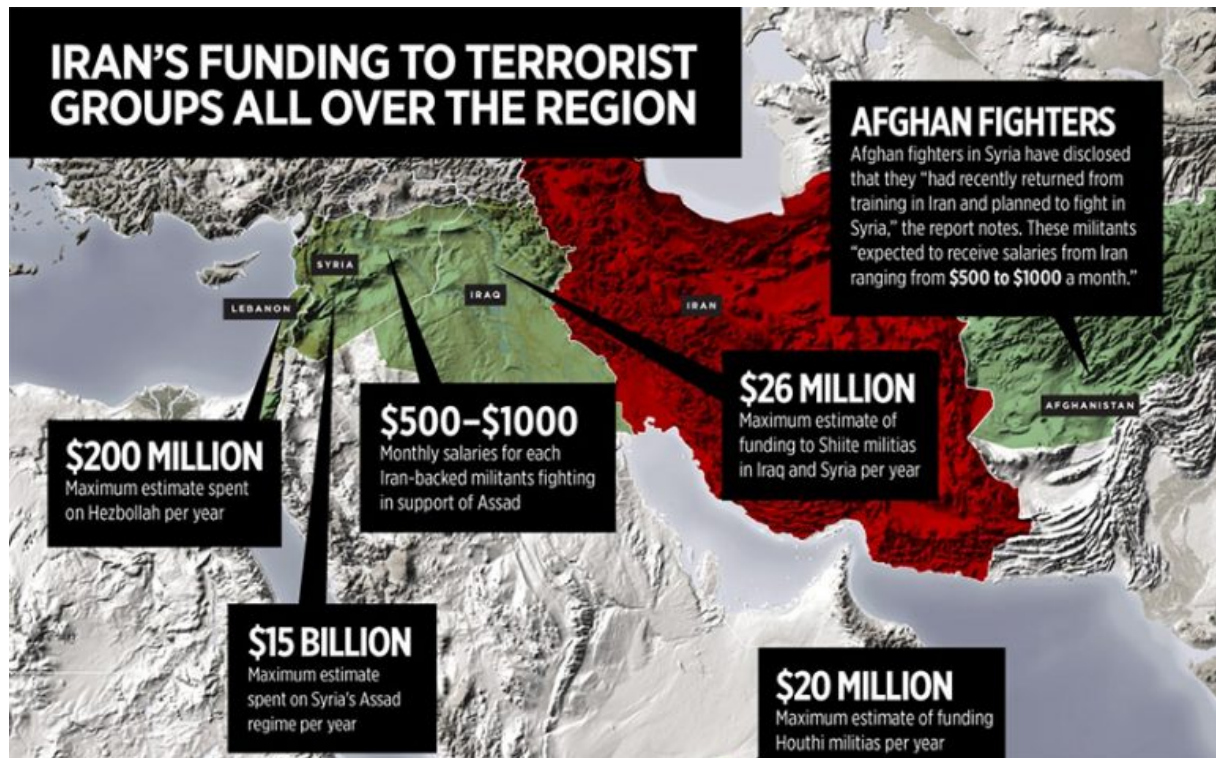 IRAN'S FUNDING TO TERRORIST
GROUPS ALL OVER THE REGION
AFGHAN FIGHTERS
Afghan fighters in Syria have disclosed
that they “had recently returned from
training in Iran and planned to fight in
Syria,” the report notes. These militants
“expected to receive salaries from Iran
ranging from $500 to $1000 a month.”
SYRIA
LEBANON
IRAQ
IRAN
AFGHANISTAN
$200 MILLION
Maximum estimate spent
on Hezbollah per year
$500–$1000
Monthly salaries for each
Iran-backed militants fighting
in support of Assad
$26 MILLION
Maximum estimate of
funding to Shiite militias
in Iraq and Syria per year
$15 BILLION
Maximum estimate
spent on Syria's Assad
regime per year
$20 MILLION
Maximum estimate of funding
Houthi militias per year